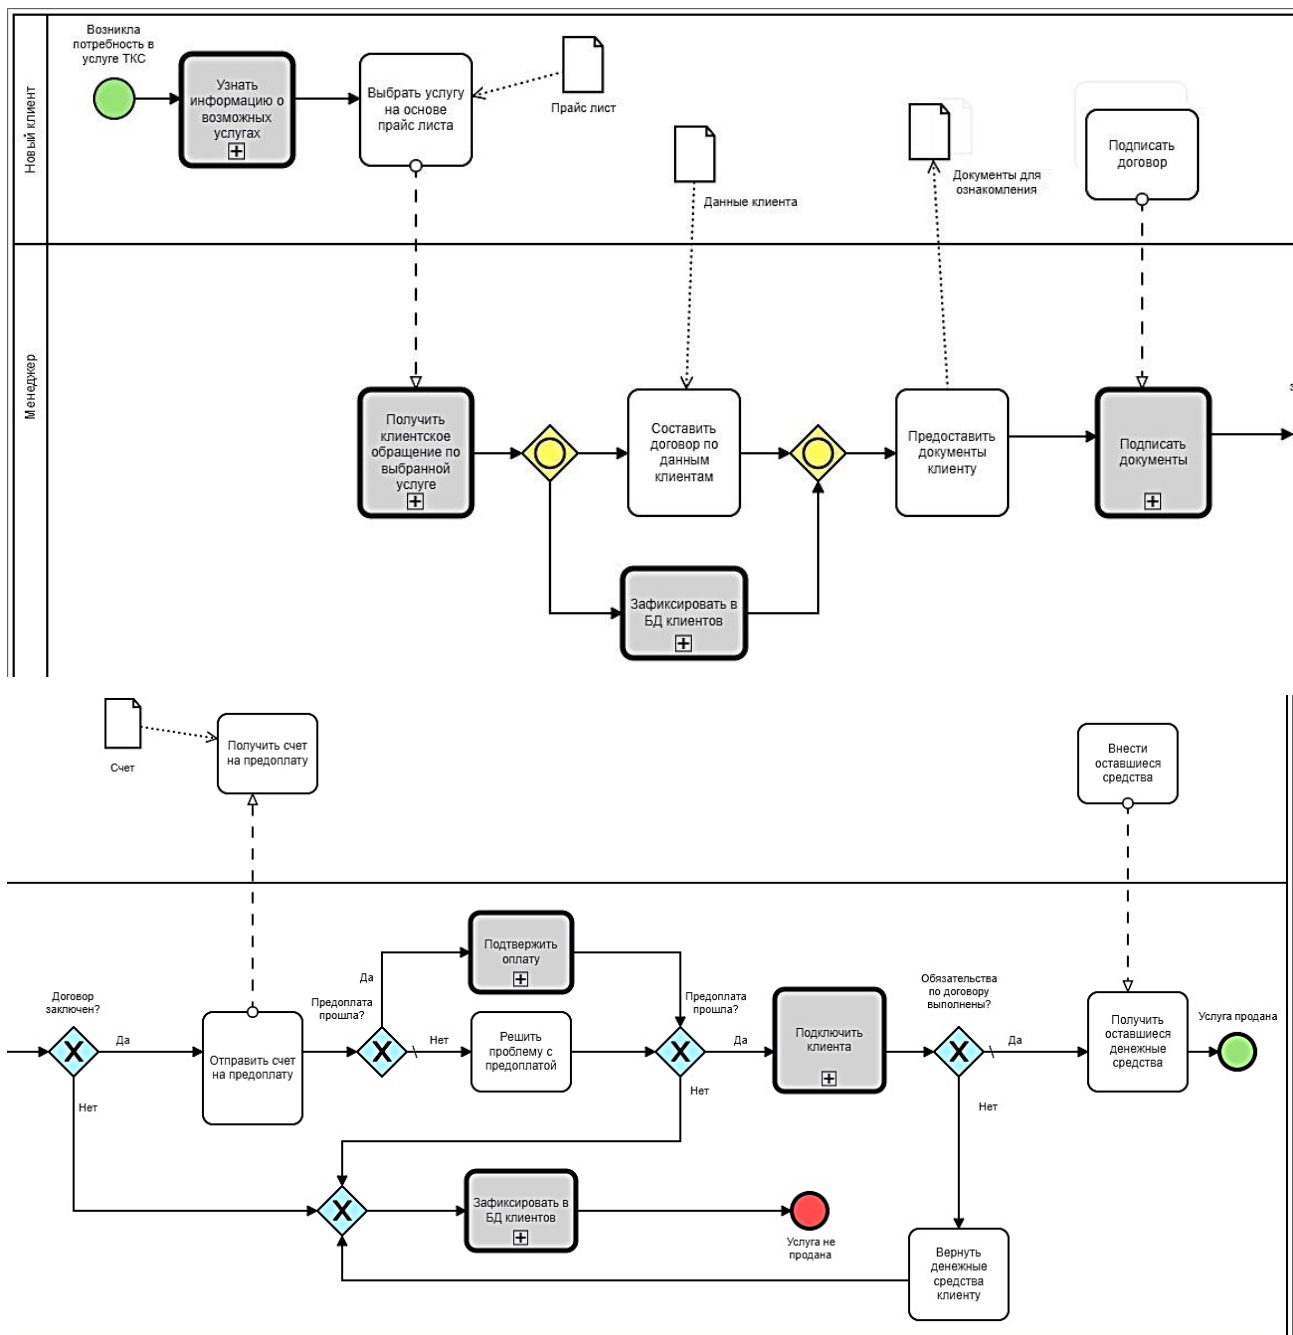 Возникла
потребность в
услуге ТКС
Новый клиент
Узнать
информацию о
возможных
услугах
Выбрать услугу
на основе
прайс листа
Прайс лист
Данные клиента
Документы для
ознакомления
Подписать
договор
Менеджер
Получить
клиентское
обращение по
выбранной
услуге
Составить
договор по
данным
клиентам
Предоставить
документы
клиенту
Подписать
документы
Зафиксировать в
БД клиентов
Счет
Получить счет
на предоплату
Внести
оставшиеся
средства
Договор
заключен?
Да
Нет
Отправить счет
на предоплату
Предоплата
прошла?
Да
Нет
Подтвердить
оплату
Решить
проблему с
предоплатой
Предоплата
прошла?
Да
Нет
Подключить
клиента
Обязательства
по договору
выполнены?
Да
Нет
Получить
оставшиеся
денежные
средства
Услуга продана
Зафиксировать в
БД клиентов
Услуга не
продана
Вернуть
денежные
средства
клиенту